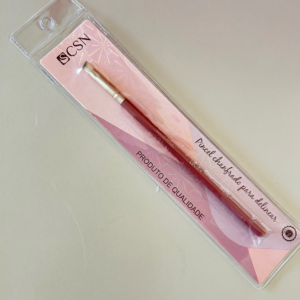 CSN
Pincel chanfrado para delinear
PRODUTO DE QUALIDADE